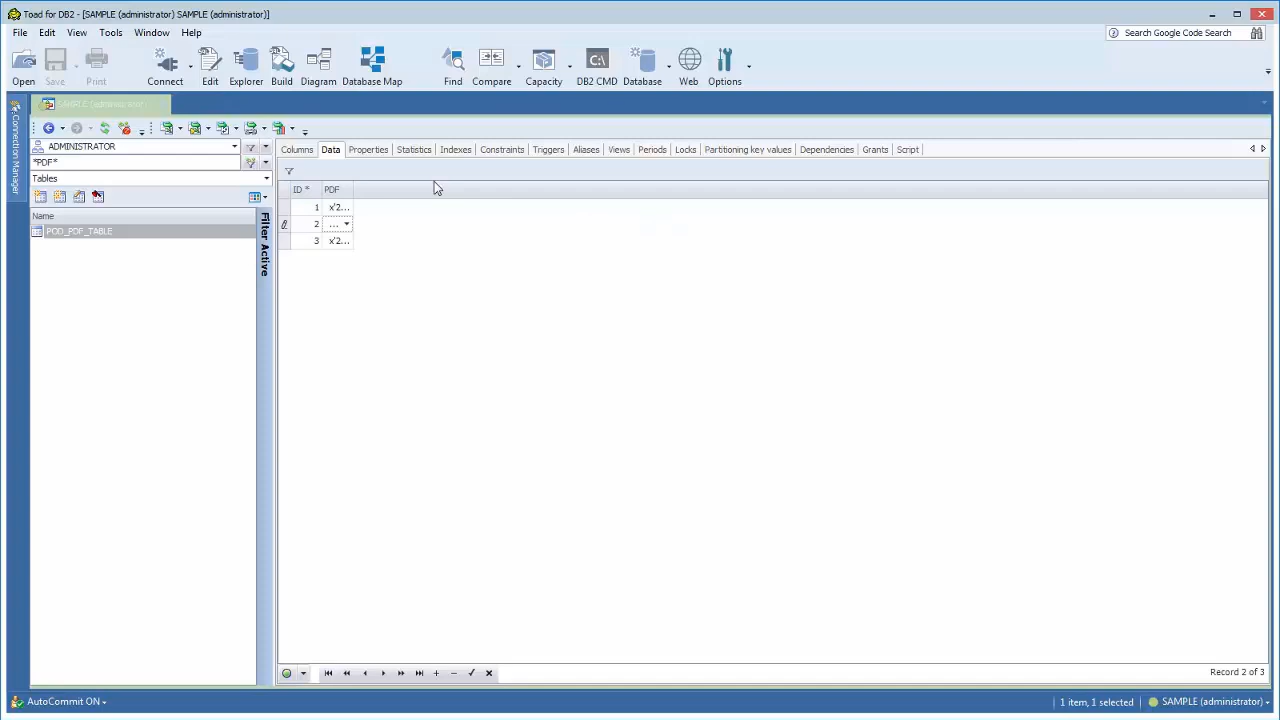 Toad for DB2 - [SAMPLE (administrator) SAMPLE (administrator)]
File Edit View Tools Window Help
Search Google Code Search
Open Save Print Connect Edit Explorer Build Diagram Database Map Find Compare Capacity DB2 CMD Database Web Options
C:\
SAMPLE (administrator)
Connection Manager
ADMINISTRATOR
*PDF*
Tables
Name
POD_PDF_TABLE
Filter Active
Columns Data Properties Statistics Indexes Constraints Triggers Aliases Views Periods Locks Partitioning key values Dependencies Grants Script
ID * PDF
1 x'2...
2 ...
3 x'2...
Record 2 of 3
AutoCommit ON
1 item, 1 selected
SAMPLE (administrator)